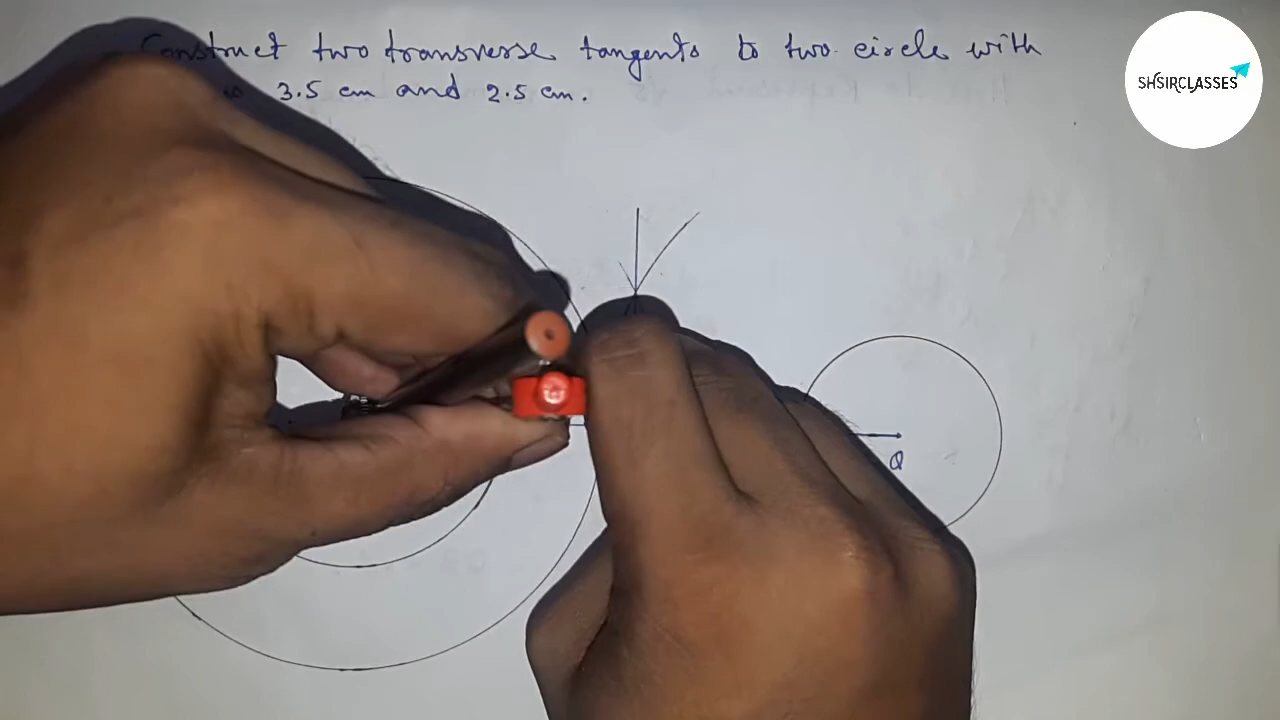 Construct two transverse tangents to two circle with
3.5 cm and 2.5 cm.
SHSIRCLASSES
Q